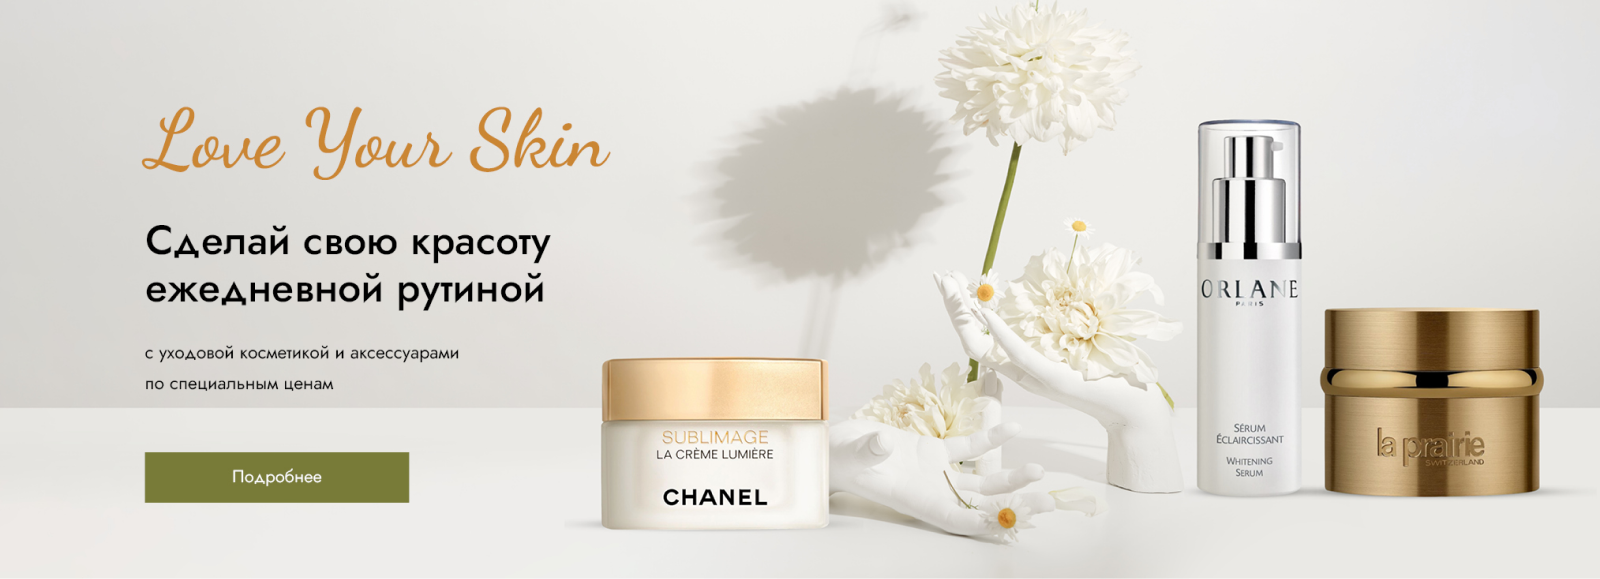 Love Your Skin
Сделай свою красоту
ежедневной рутиной
с уходовой косметикой и аксессуарами
по специальным ценам
Подробнее
SUBLIMAGE
LA CRÈME LUMIÈRE
CHANEL
ORLANE
PARIS
SÉRUM
ÉCLAIRCISSANT
WHITENING
SERUM
la prairie
SWITZERLAND